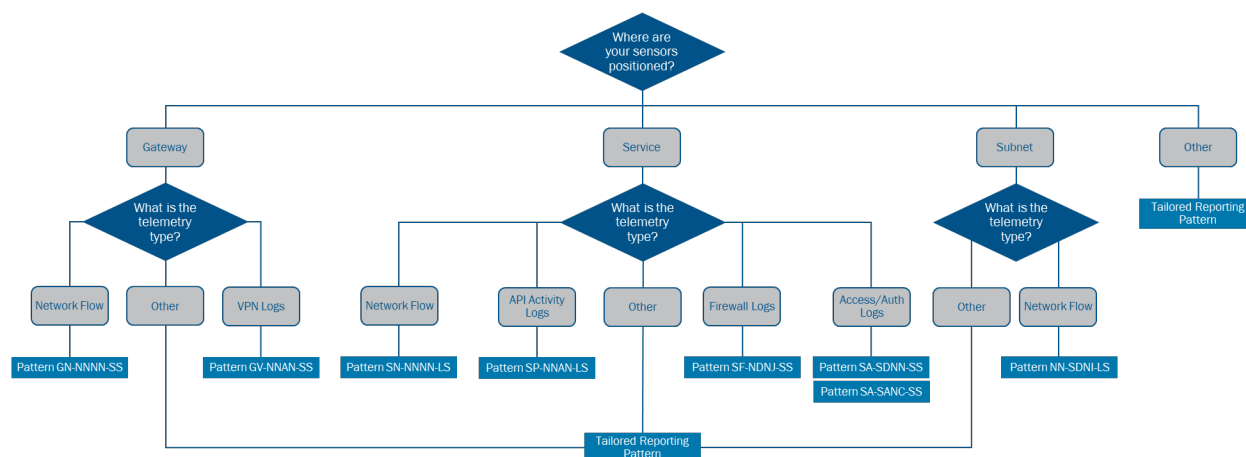 Where are
your sensors
positioned?
Gateway
Service
Subnet
Other
What is the
telemetry
type?
What is the
telemetry
type?
What is the
telemetry
type?
Tailored Reporting
Pattern
Network Flow
Other
VPN Logs
Network Flow
API Activity
Logs
Other
Firewall Logs
Access/Auth
Logs
Other
Network Flow
Pattern GN-NNNN-SS
Pattern GV-NNAN-SS
Pattern SN-NNNN-LS
Pattern SP-NNAN-LS
Pattern SF-NDNJ-SS
Pattern SA-SDNN-SS
Pattern SA-SANC-SS
Pattern NN-SDNI-LS
Tailored Reporting
Pattern